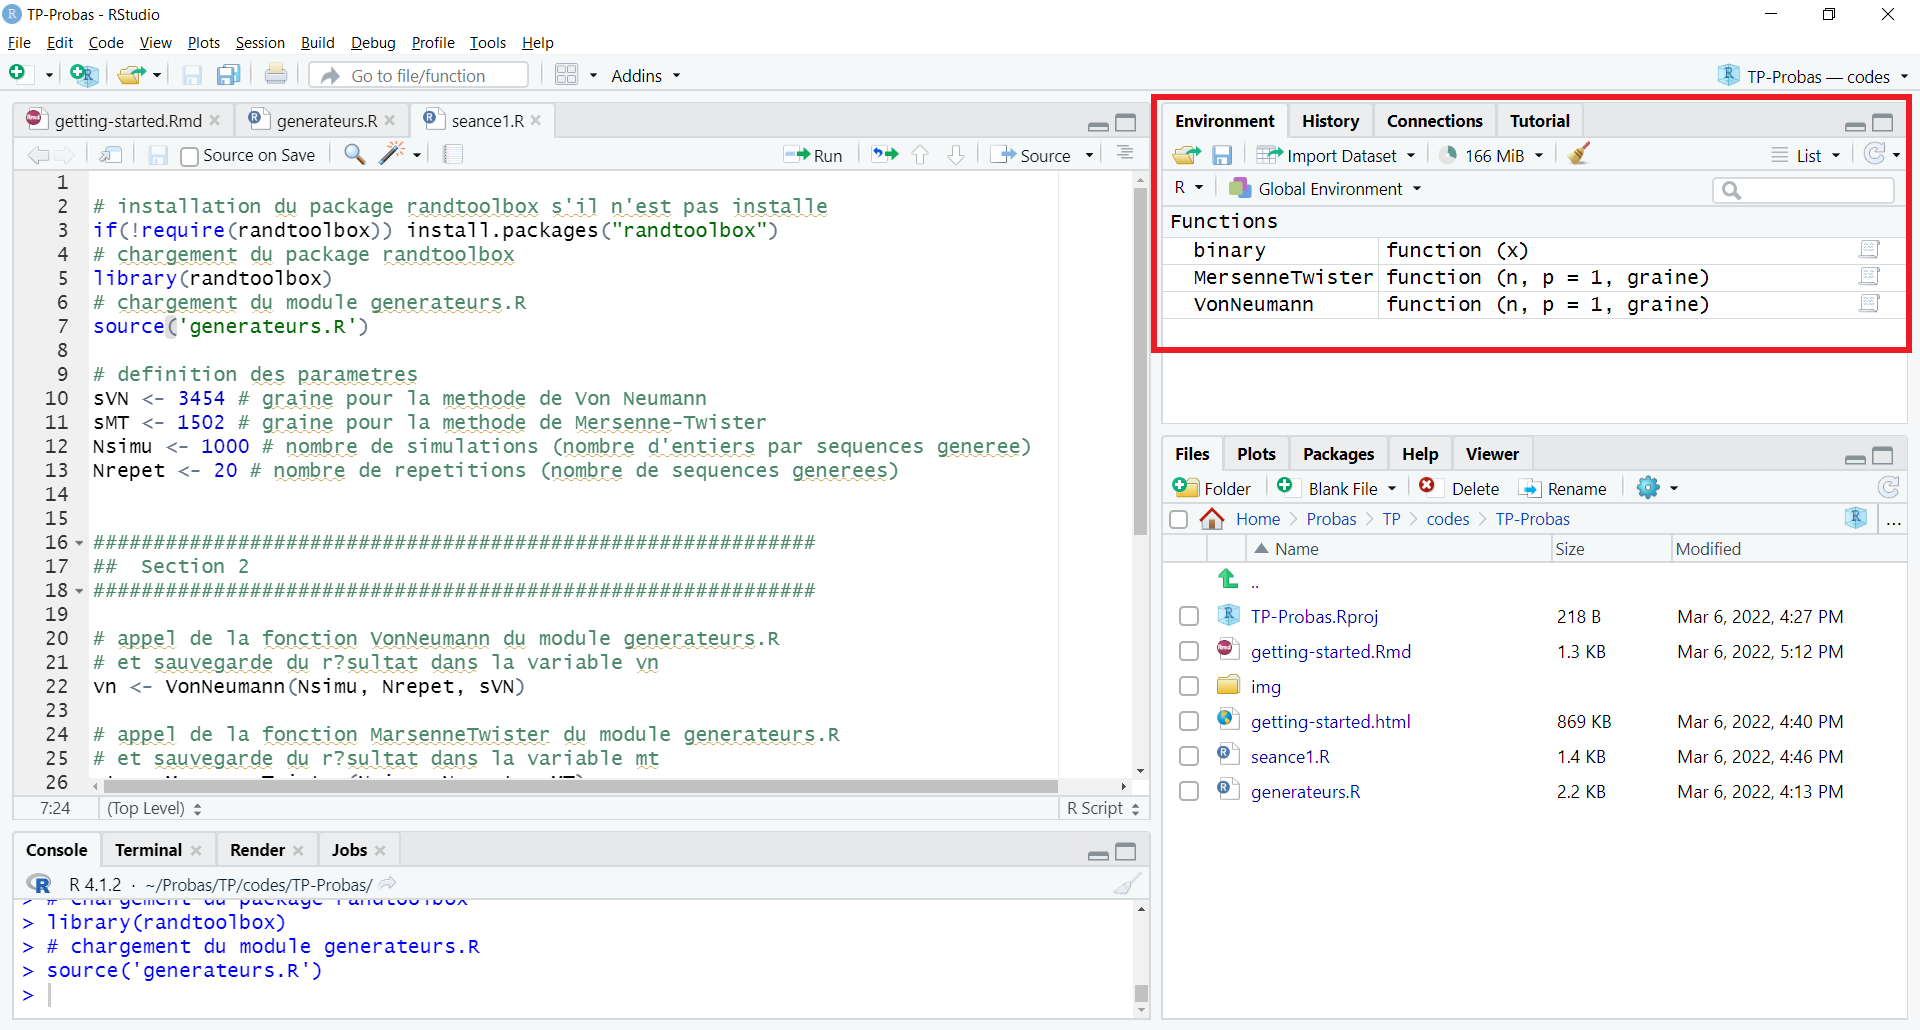 TP-Probas - RStudio
File Edit Code View Plots Session Build Debug Profile Tools Help
Go to file/function Addins TP-Probas — codes
getting-started.Rmd generateurs.R seance1.R
Source on Save Run Source
1
2 # installation du package randtoolbox s'il n'est pas installe
3 if(!require(randtoolbox)) install.packages("randtoolbox")
4 # chargement du package randtoolbox
5 library(randtoolbox)
6 # chargement du module generateurs.R
7 source('generateurs.R')
8
9 # definition des parametres
10 sVN <- 3454 # graine pour la methode de Von Neumann
11 sMT <- 1502 # graine pour la methode de Mersenne-Twister
12 Nsimu <- 1000 # nombre de simulations (nombre d'entiers par sequences generee)
13 Nrepet <- 20 # nombre de repetitions (nombre de sequences generees)
14
15
16 ############################################################
17 ## Section 2
18 ############################################################
19
20 # appel de la fonction VonNeumann du module generateurs.R
21 # et sauvegarde du r?sultat dans la variable vn
22 vn <- VonNeumann(Nsimu, Nrepet, sVN)
23
24 # appel de la fonction MarsenneTwister du module generateurs.R
25 # et sauvegarde du r?sultat dans la variable mt
26
7:24 (Top Level) R Script
Console Terminal Render Jobs
R 4.1.2 · ~/Probas/TP/codes/TP-Probas/
> # chargement du package randtoolbox
> library(randtoolbox)
> # chargement du module generateurs.R
> source('generateurs.R')
>
Environment History Connections Tutorial
Import Dataset 166 MiB List
R Global Environment
Functions
binary function (x)
MersenneTwister function (n, p = 1, graine)
VonNeumann function (n, p = 1, graine)
Files Plots Packages Help Viewer
Folder Blank File Delete Rename
Home Probas TP codes TP-Probas ...
Name Size Modified
..
TP-Probas.Rproj 218 B Mar 6, 2022, 4:27 PM
getting-started.Rmd 1.3 KB Mar 6, 2022, 5:12 PM
img
getting-started.html 869 KB Mar 6, 2022, 4:40 PM
seance1.R 1.4 KB Mar 6, 2022, 4:46 PM
generateurs.R 2.2 KB Mar 6, 2022, 4:13 PM